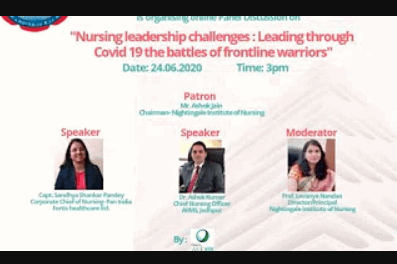 is organising online Panel Discussion on
"Nursing leadership challenges : Leading through
Covid 19 the battles of frontline warriors"
Date: 24.06.2020 Time: 3pm
Patron
Mr. Ashok Jain
Chairman- Nightingale Institute of Nursing
Speaker
Capt. Sandhya Shankar Pandey
Corporate Chief of Nursing- Pan India
Fortis healthcare ltd.
Speaker
Dr. Ashok Kumar
Chief Nursing Officer
AIIMS, Jodhpur
Moderator
Prof. Lavanya Nandan
Director/Principal
Nightingale Institute of Nursing
By :